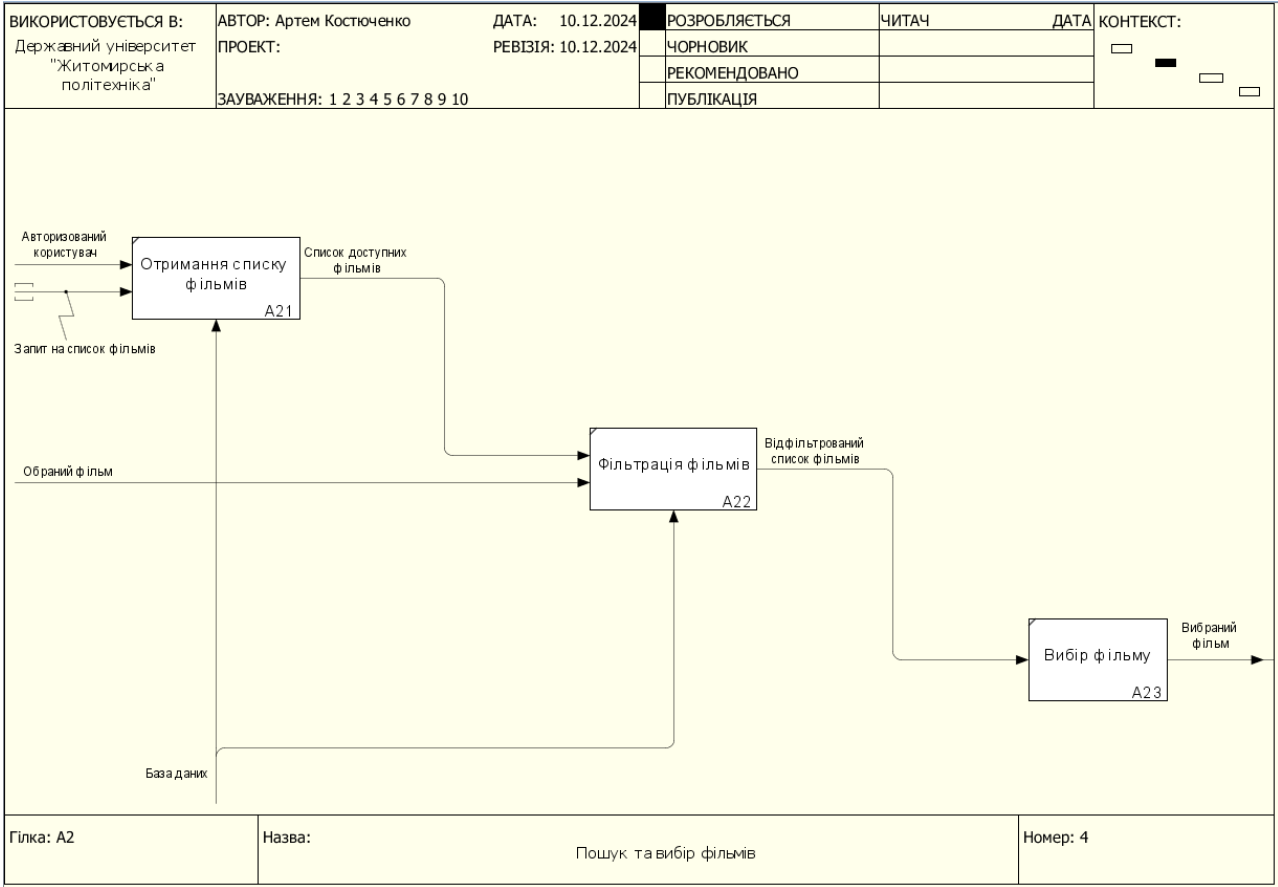 ВИКОРИСТОВУЄТЬСЯ В:
Державний університет
"Житомирська
політехніка"
АВТОР: Артем Костюченко
ДАТА: 10.12.2024
ПРОЕКТ:
РЕВІЗІЯ: 10.12.2024
ЗАУВАЖЕННЯ: 1 2 3 4 5 6 7 8 9 10
РОЗРОБЛЯЄТЬСЯ
ЧОРНОВИК
РЕКОМЕНДОВАНО
ПУБЛІКАЦІЯ
ЧИТАЧ
ДАТА
КОНТЕКСТ:
Авторизований
користувач
Отримання списку
фільмів
A21
Список доступних
фільмів
Запит на список фільмів
Обраний фільм
Фільтрація фільмів
A22
Відфільтрований
список фільмів
Вибір фільму
A23
Вибраний
фільм
База даних
Гілка: A2
Назва:
Пошук та вибір фільмів
Номер: 4